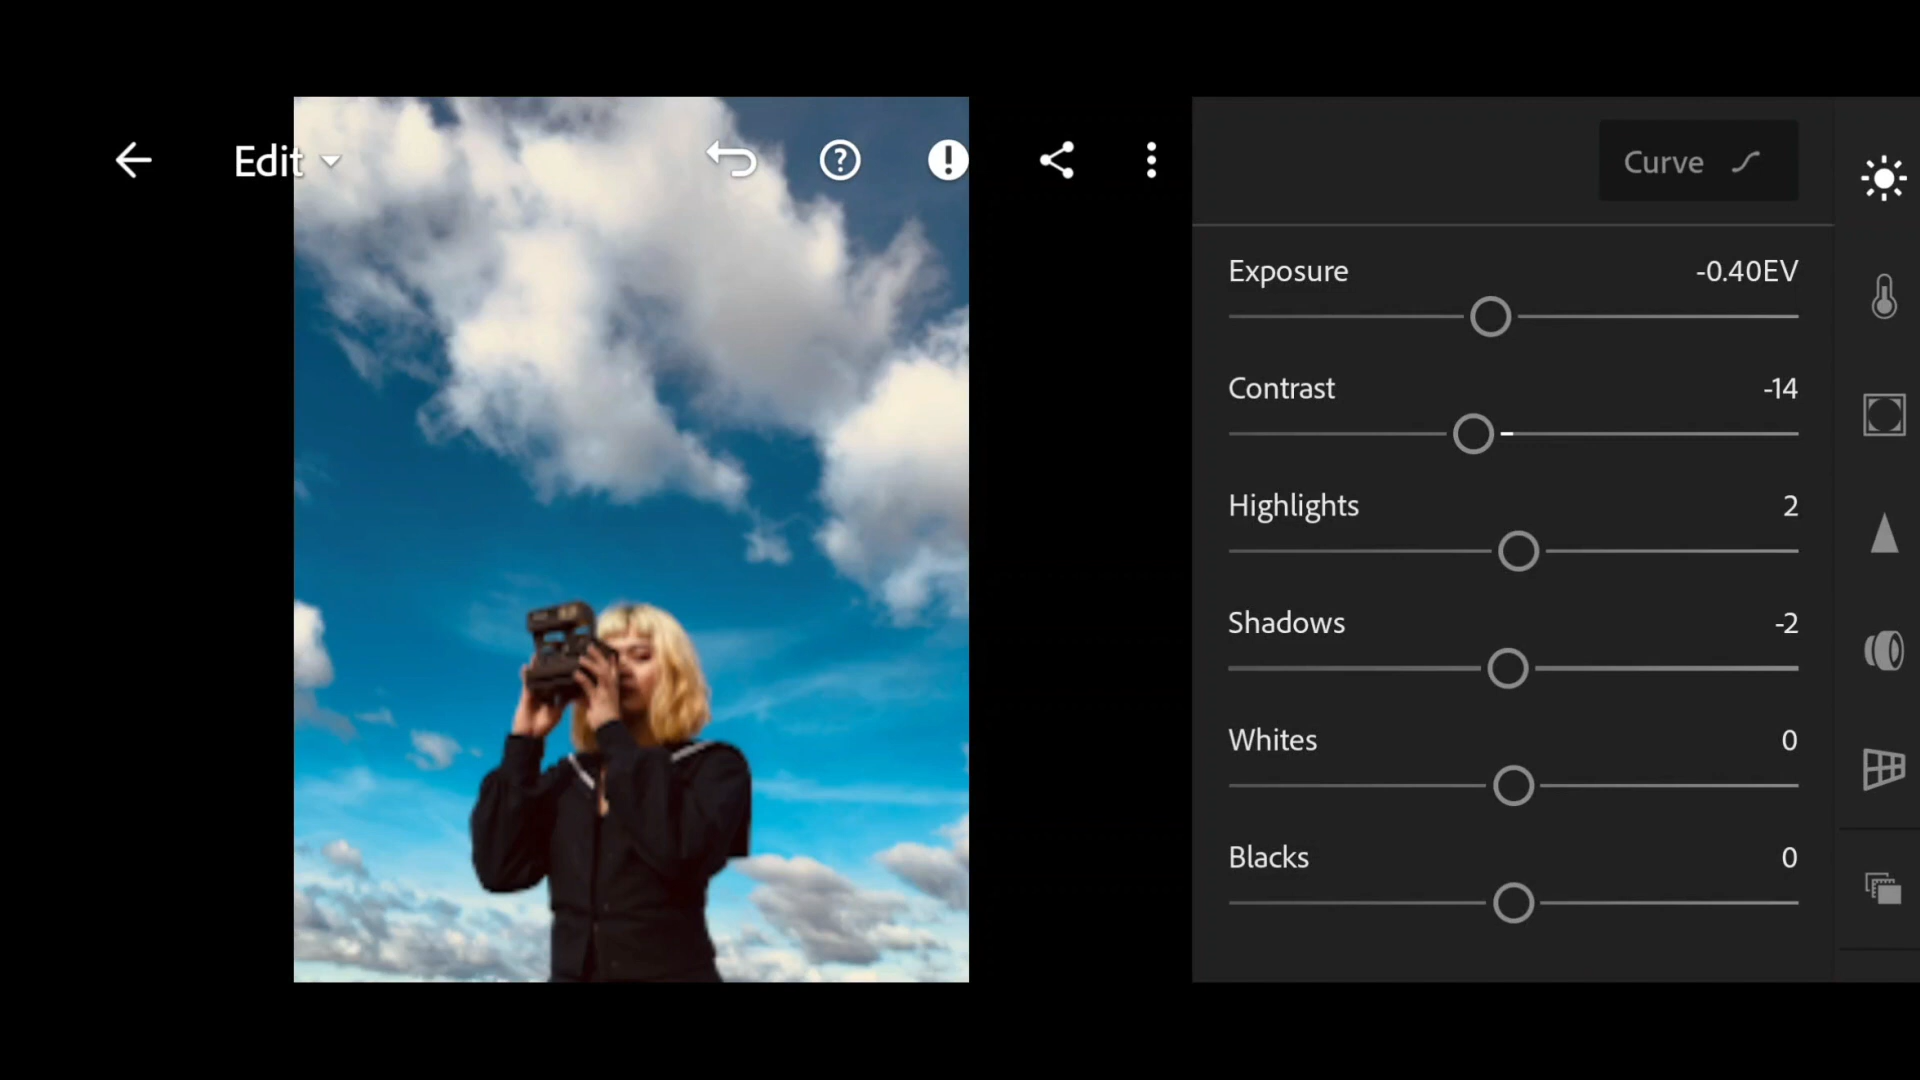 Edit
Curve
Exposure -0.40EV
Contrast -14
Highlights 2
Shadows -2
Whites 0
Blacks 0